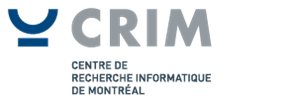 CRIM
CENTRE DE
RECHERCHE INFORMATIQUE
DE MONTRÉAL